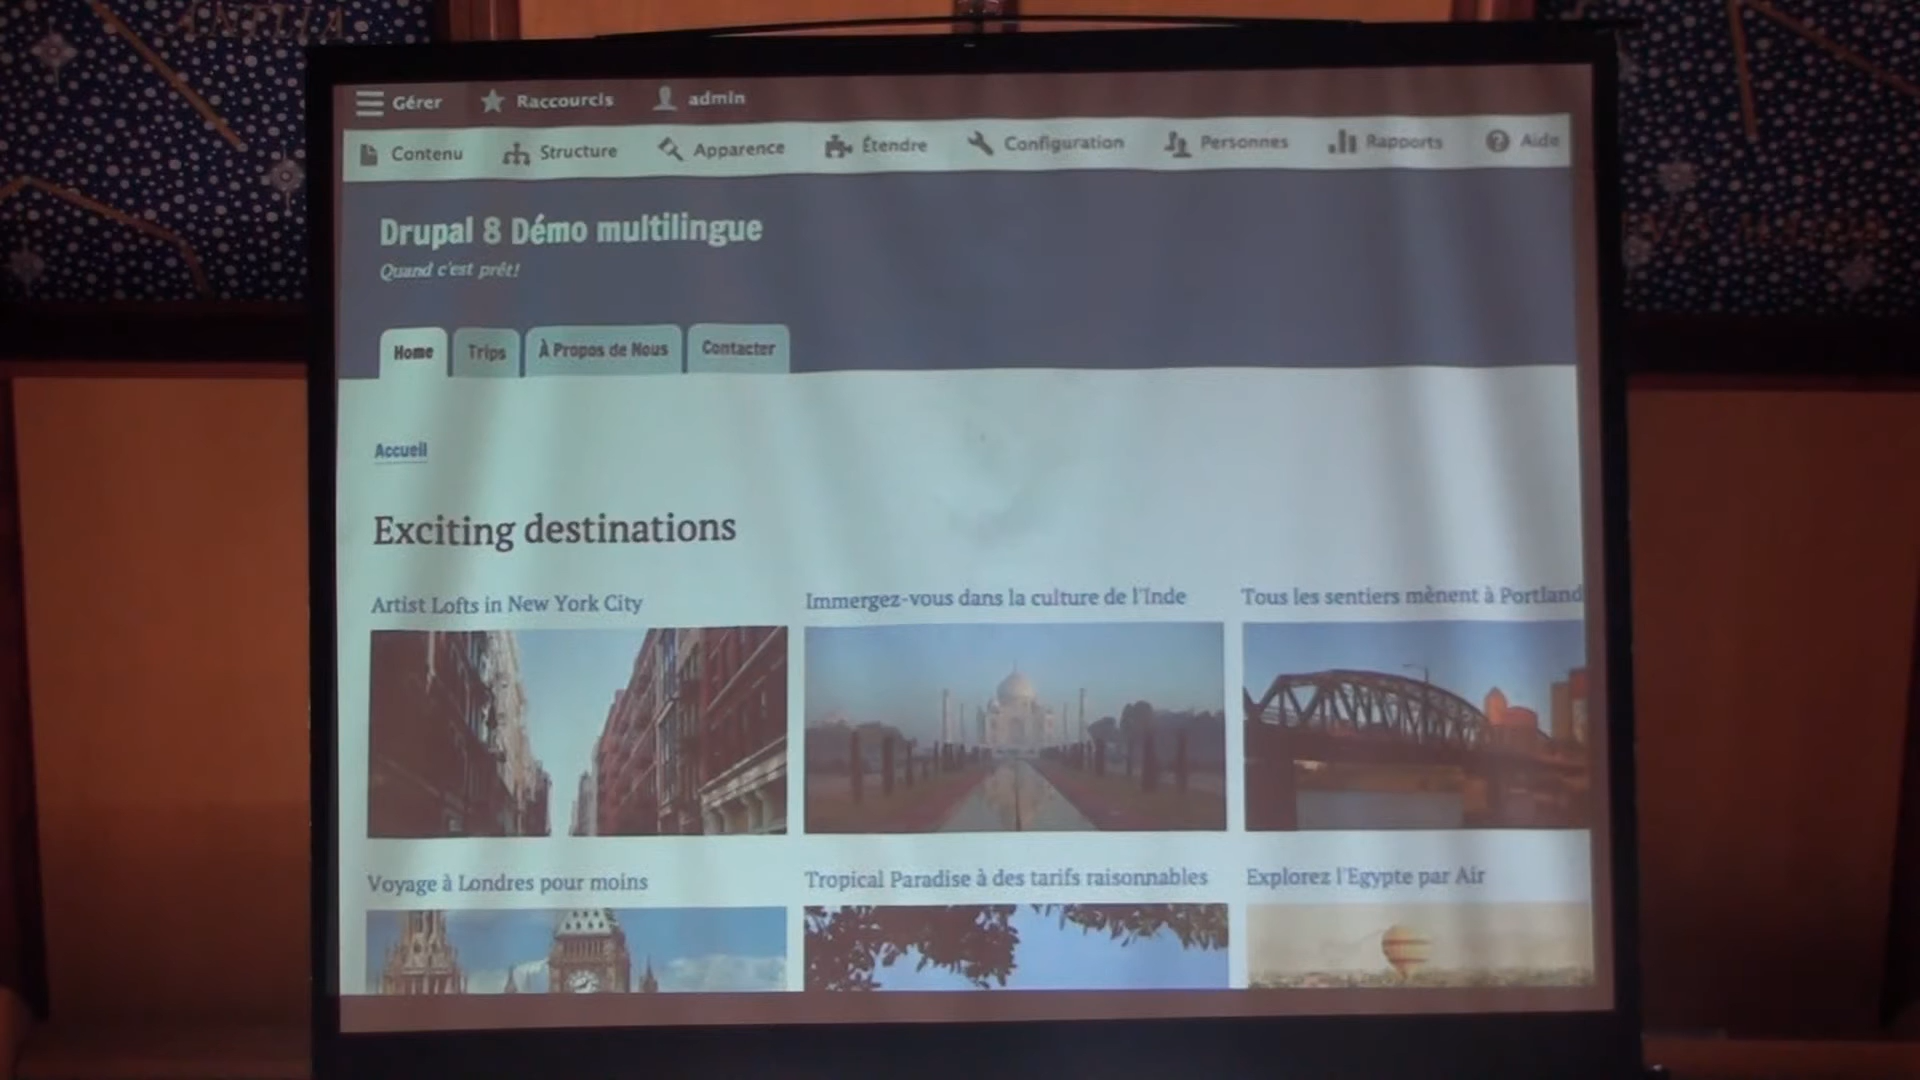 Gérer Raccourcis admin
Contenu Structure Apparence Étendre Configuration Personnes Rapports Aide
Drupal 8 Démo multilingue
Quand c'est prêt!
Home Trips À Propos de Nous Contacter
Accueil
Exciting destinations
Artist Lofts in New York City Immergez-vous dans la culture de l'Inde Tous les sentiers mènent à Portland
Voyage à Londres pour moins Tropical Paradise à des tarifs raisonnables Explorez l'Egypte par Air